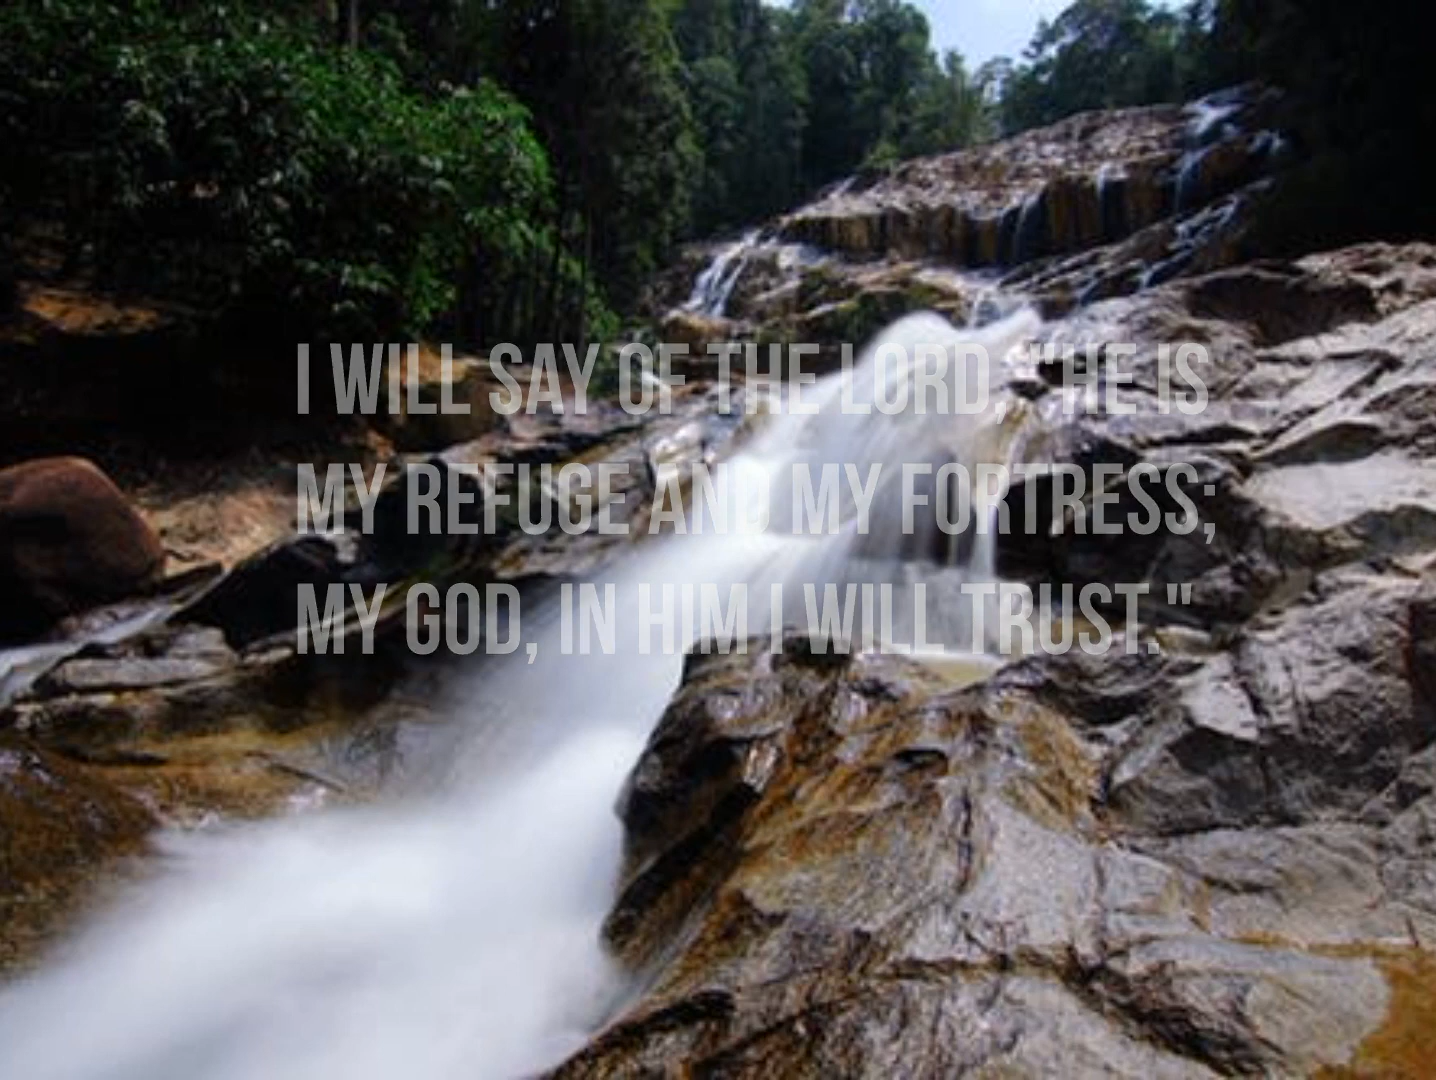 I WILL SAY OF THE LORD, "HE IS
MY REFUGE AND MY FORTRESS;
MY GOD, IN HIM I WILL TRUST."